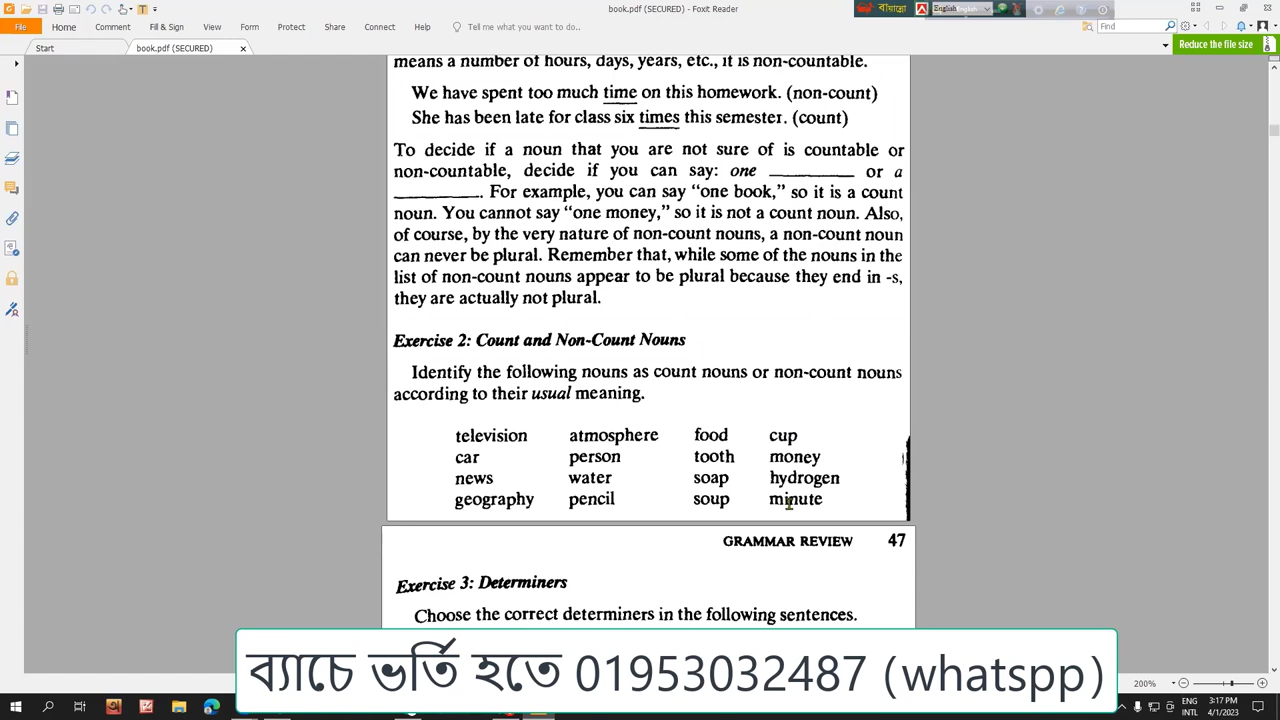 book.pdf (SECURED) - Foxit Reader
বায়ান্নো English
File Home Comment Fill & Sign View Form Protect Share Connect Help Tell me what you want to do.. Find
Start book.pdf (SECURED) Reduce the file size
means a number of hours, days, years, etc., it is non-countable.
We have spent too much time on this homework. (non-count)
She has been late for class six times this semester. (count)
To decide if a noun that you are not sure of is countable or
non-countable, decide if you can say: one ________ or a
________. For example, you can say “one book,” so it is a count
noun. You cannot say “one money,” so it is not a count noun. Also,
of course, by the very nature of non-count nouns, a non-count noun
can never be plural. Remember that, while some of the nouns in the
list of non-count nouns appear to be plural because they end in -s,
they are actually not plural.
Exercise 2: Count and Non-Count Nouns
Identify the following nouns as count nouns or non-count nouns
according to their usual meaning.
television atmosphere food cup
car person tooth money
news water soap hydrogen
geography pencil soup minute
GRAMMAR REVIEW 47
Exercise 3: Determiners
Choose the correct determiners in the following sentences.
ব্যাচে ভর্তি হতে 01953032487 (whatspp)
200%
ENG
INTL
3:17 PM
4/1/2023